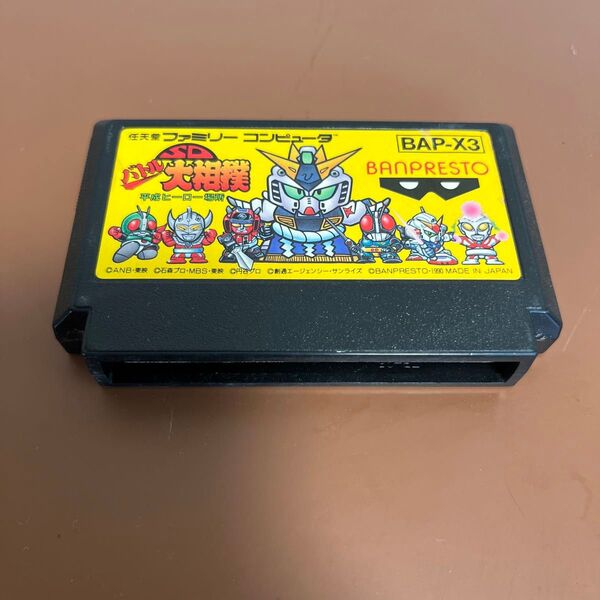 任天堂 ファミリー コンピュータ™
BAP-X3
SD
バトル大相撲
平成ヒーロー場所
BANPRESTO
©ANB・東映 ©石森プロ・MBS・東映 ©円谷プロ ©創通エージェンシー・サンライズ ©BANPRESTO・1990 MADE IN JAPAN